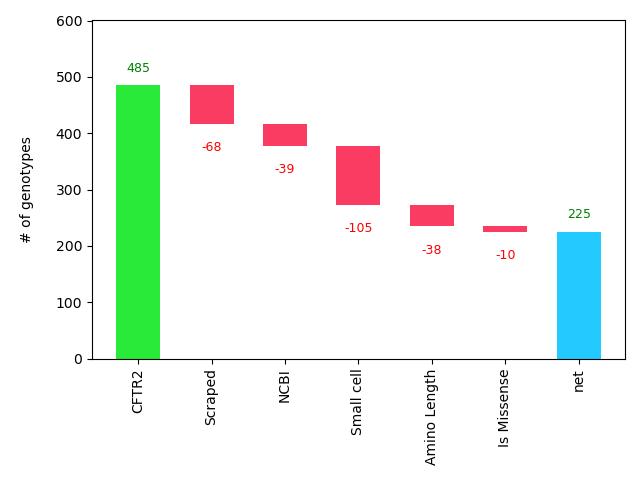 # of genotypes
600
500
400
300
200
100
0
485
-68
-39
-105
-38
-10
225
CFTR2
Scraped
NCBI
Small cell
Amino Length
Is Missense
net